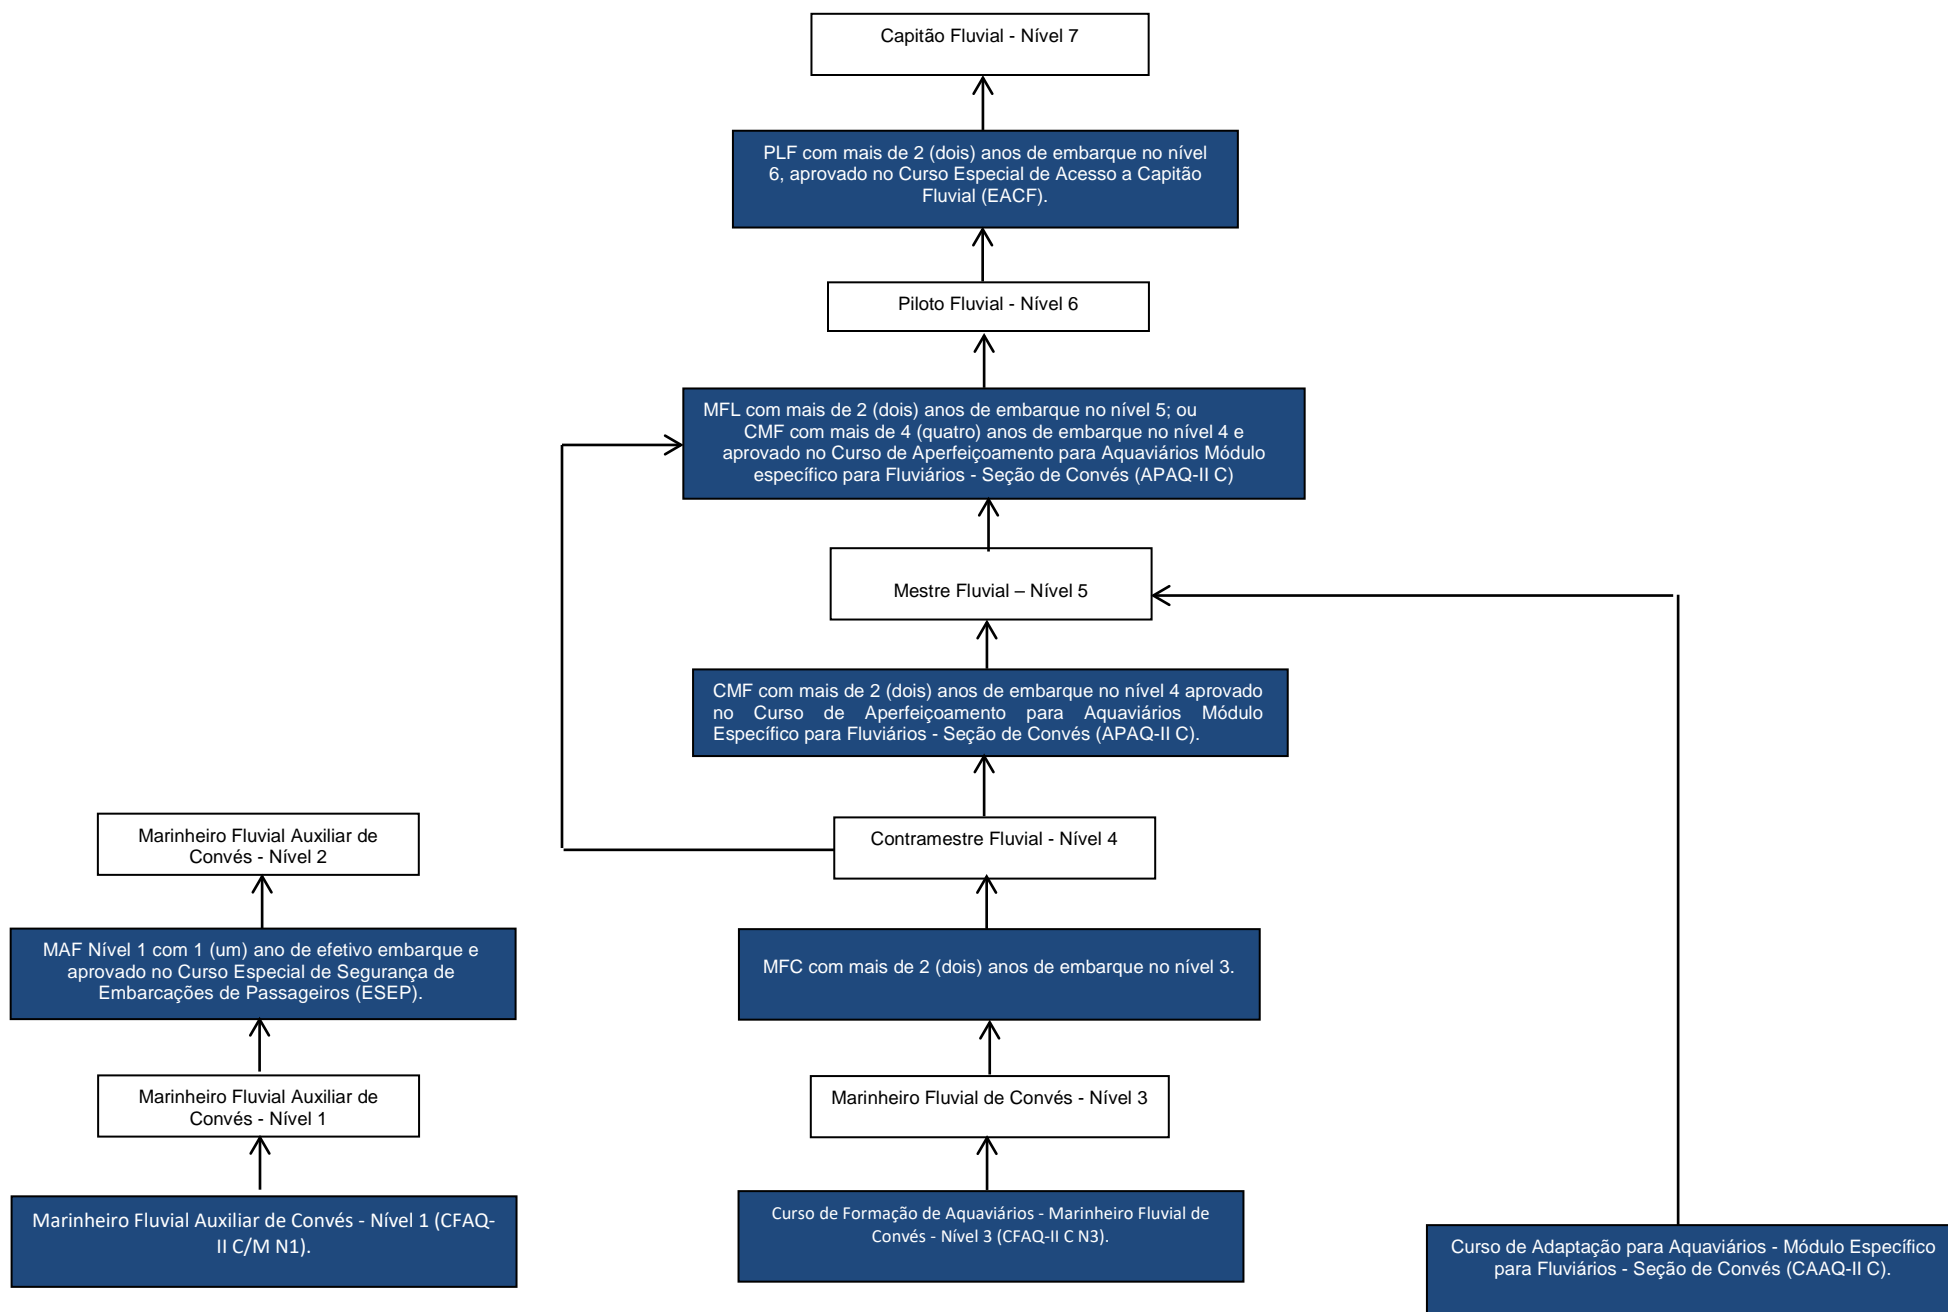 Capitão Fluvial - Nível 7
PLF com mais de 2 (dois) anos de embarque no nível
6, aprovado no Curso Especial de Acesso a Capitão
Fluvial (EACF).
Piloto Fluvial - Nível 6
MFL com mais de 2 (dois) anos de embarque no nível 5; ou
CMF com mais de 4 (quatro) anos de embarque no nível 4 e
aprovado no Curso de Aperfeiçoamento para Aquaviários Módulo
específico para Fluviários - Seção de Convés (APAQ-II C)
Mestre Fluvial – Nível 5
CMF com mais de 2 (dois) anos de embarque no nível 4 aprovado
no Curso de Aperfeiçoamento para Aquaviários Módulo
Específico para Fluviários - Seção de Convés (APAQ-II C).
Contramestre Fluvial - Nível 4
Marinheiro Fluvial Auxiliar de
Convés - Nível 2
MAF Nível 1 com 1 (um) ano de efetivo embarque e
aprovado no Curso Especial de Segurança de
Embarcações de Passageiros (ESEP).
MFC com mais de 2 (dois) anos de embarque no nível 3.
Marinheiro Fluvial Auxiliar de
Convés - Nível 1
Marinheiro Fluvial de Convés - Nível 3
Marinheiro Fluvial Auxiliar de Convés - Nível 1 (CFAQ-
II C/M N1).
Curso de Formação de Aquaviários - Marinheiro Fluvial de
Convés - Nível 3 (CFAQ-II C N3).
Curso de Adaptação para Aquaviários - Módulo Específico
para Fluviários - Seção de Convés (CAAQ-II C).